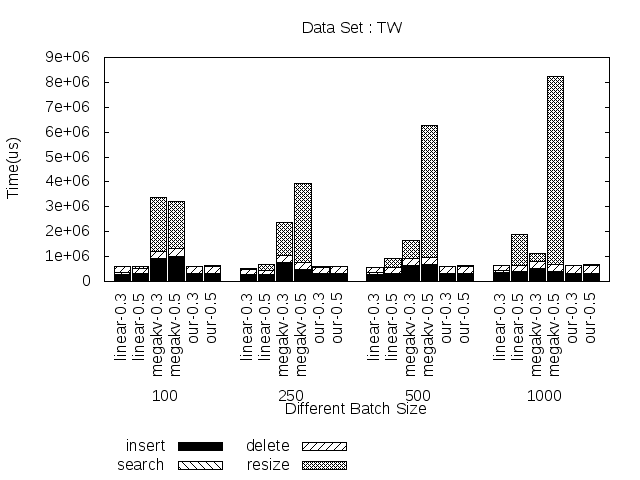 Data Set : TW
Time(us)
9e+06
8e+06
7e+06
6e+06
5e+06
4e+06
3e+06
2e+06
1e+06
0
linear-0.3 linear-0.5 megakv-0.3 megakv-0.5 our-0.3 our-0.5 linear-0.3 linear-0.5 megakv-0.3 megakv-0.5 our-0.3 our-0.5 linear-0.3 linear-0.5 megakv-0.3 megakv-0.5 our-0.3 our-0.5 linear-0.3 linear-0.5 megakv-0.3 megakv-0.5 our-0.3 our-0.5
100 250 500 1000
Different Batch Size
insert delete
search resize